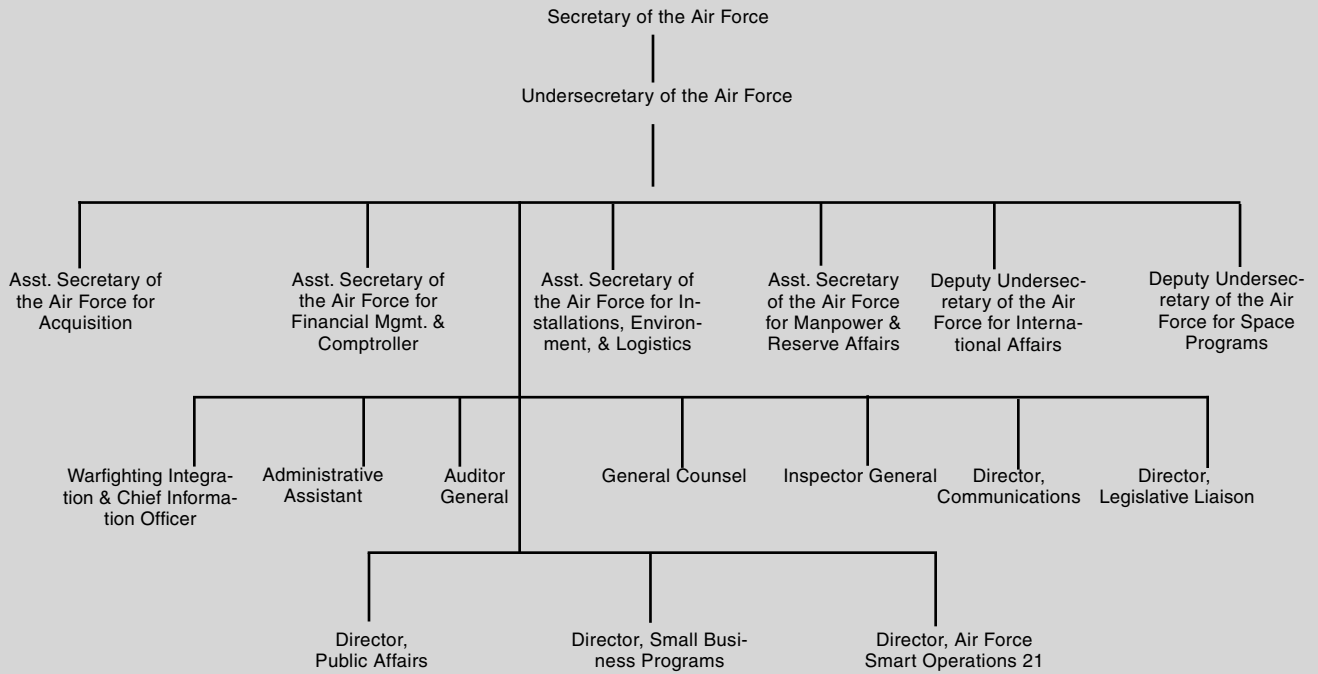 Secretary of the Air Force
Undersecretary of the Air Force
Asst. Secretary of
the Air Force for
Acquisition
Asst. Secretary of
the Air Force for
Financial Mgmt. &
Comptroller
Asst. Secretary of
the Air Force for In-
stallations, Environ-
ment, & Logistics
Asst. Secretary
of the Air Force
for Manpower &
Reserve Affairs
Deputy Undersec-
retary of the Air
Force for Interna-
tional Affairs
Deputy Undersec-
retary of the Air
Force for Space
Programs
Warfighting Integra-
tion & Chief Informa-
tion Officer
Administrative
Assistant
Auditor
General
General Counsel
Inspector General
Director,
Communications
Director,
Legislative Liaison
Director,
Public Affairs
Director, Small Busi-
ness Programs
Director, Air Force
Smart Operations 21